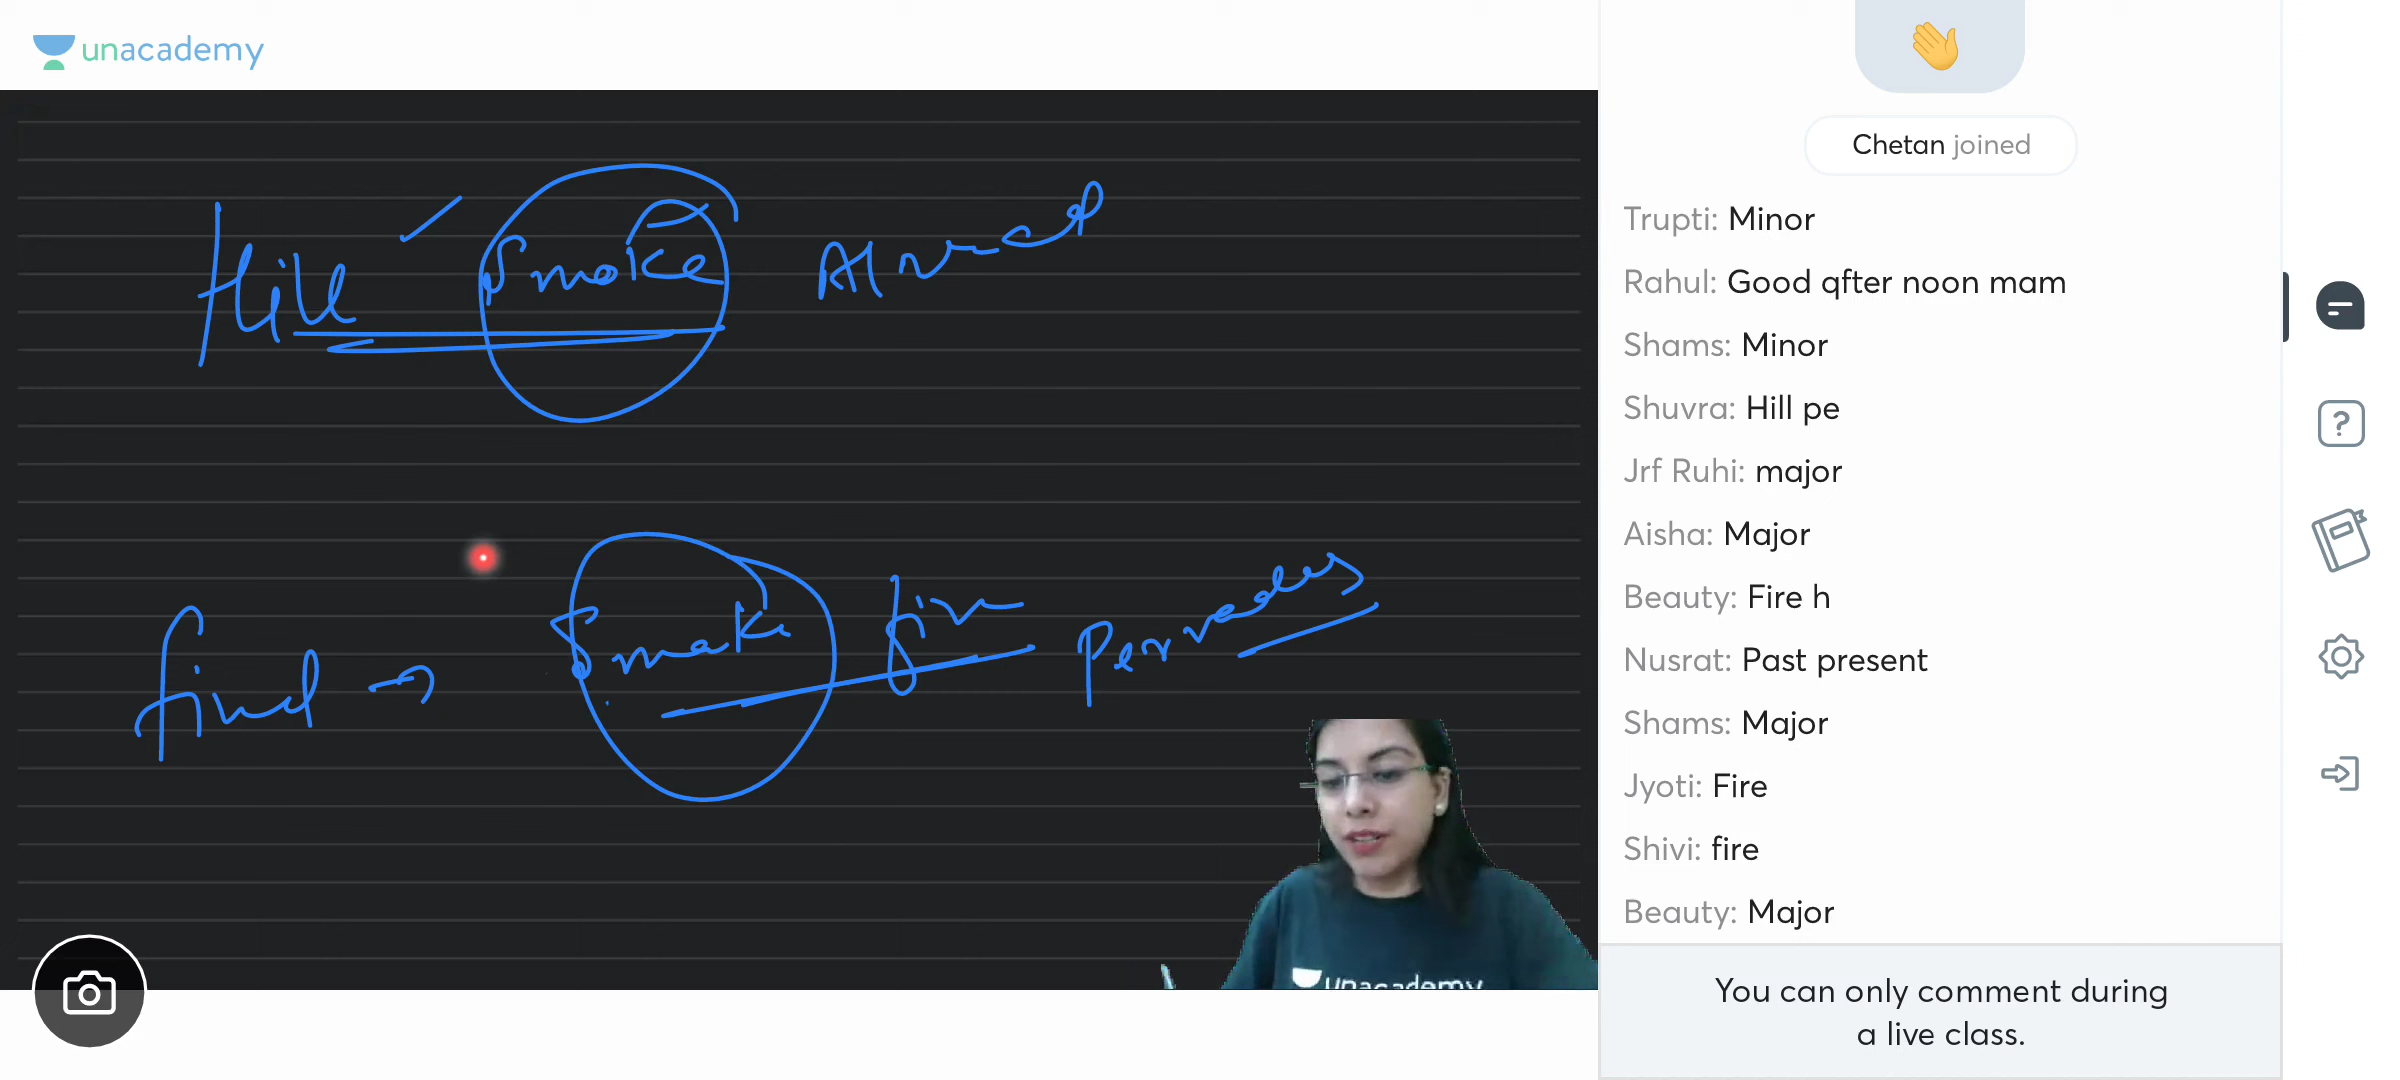 unacademy
Hill Smoke
find → Smoke fire Pervades
unacademy
Chetan joined
Trupti: Minor
Rahul: Good qfter noon mam
Shams: Minor
Shuvra: Hill pe
Jrf Ruhi: major
Aisha: Major
Beauty: Fire h
Nusrat: Past present
Shams: Major
Jyoti: Fire
Shivi: fire
Beauty: Major
You can only comment during
a live class.